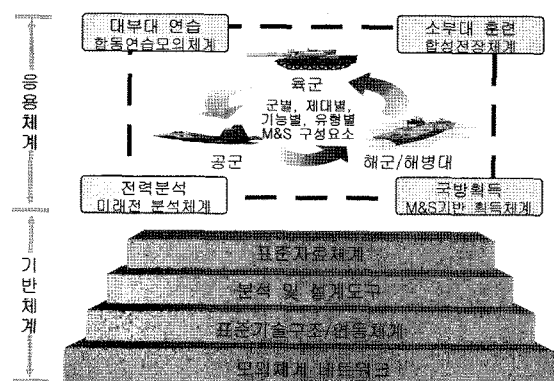 대부대 연습
합동연습모의체계
소부대 훈련
합성전장체계
육군
군별, 제대별,
기능별, 유형별
M&S 구성요소
공군
해군/해병대
전력분석
미래전 분석체계
국방획득
M&S기반 획득체계
응용체계
기반체계
표준자료체계
분석 및 설계도구
표준기술구조/연동체계
모의체계 네트워크